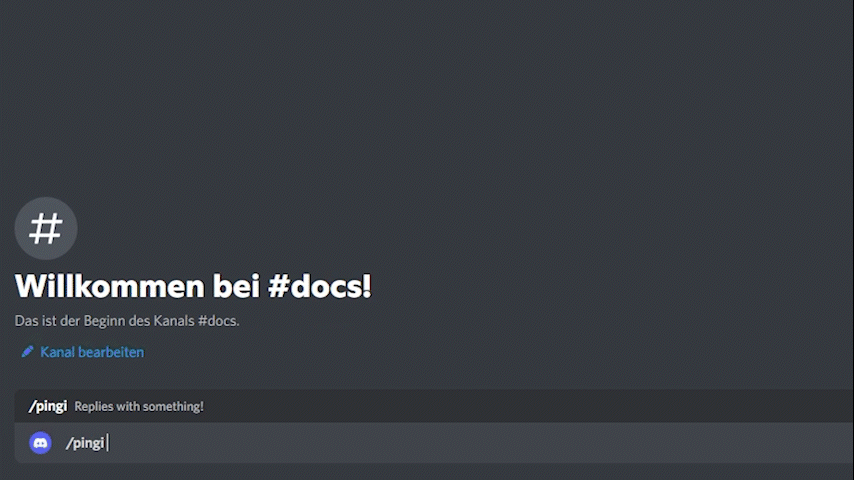 #
Willkommen bei #docs!
Das ist der Beginn des Kanals #docs.
Kanal bearbeiten
/pingi Replies with something!
/pingi